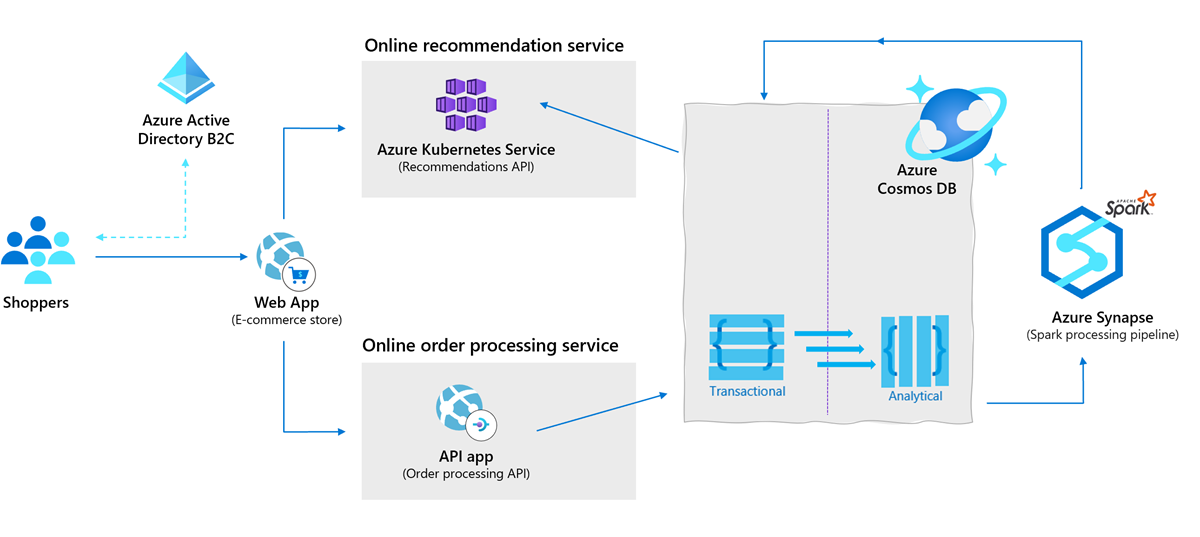 Online recommendation service
Azure Active
Directory B2C
Azure Kubernetes Service
(Recommendations API)
Azure
Cosmos DB
APACHE
Spark
Shoppers
$
Web App
(E-commerce store)
Azure Synapse
(Spark processing pipeline)
Online order processing service
Transactional
Analytical
API app
(Order processing API)